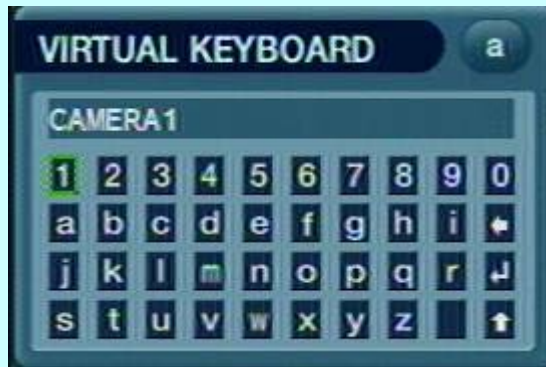 VIRTUAL KEYBOARD a
CAMERA1
1 2 3 4 5 6 7 8 9 0
a b c d e f g h i ←
j k l m n o p q r ↵
s t u v w x y z ↑